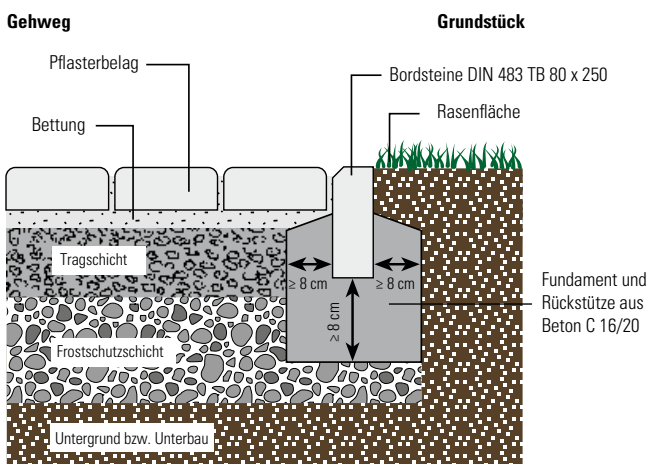 Gehweg
Grundstück
Pflasterbelag
Bordsteine DIN 483 TB 80 x 250
Bettung
Rasenfläche
Tragschicht
≥ 8 cm
≥ 8 cm
≥ 8 cm
Fundament und
Rückstütze aus
Beton C 16/20
Frostschutzschicht
Untergrund bzw. Unterbau